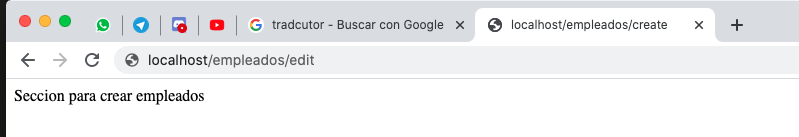 tradcutor - Buscar con Google
localhost/empleados/create
localhost/empleados/edit
Seccion para crear empleados